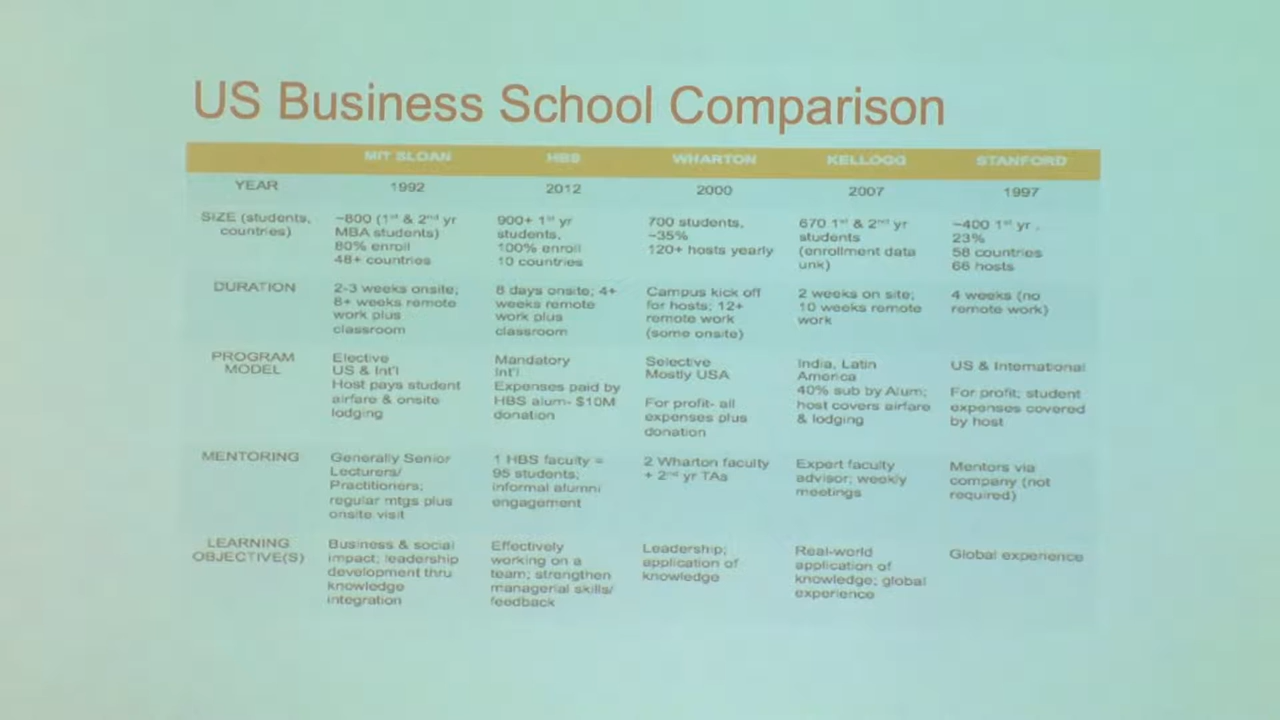 US Business School Comparison
MIT SLOAN HBS WHARTON KELLOGG STANFORD
YEAR 1992 2012 2000 2007 1997
SIZE (students, countries)
~800 (1st & 2nd yr
MBA students)
80% enroll
48+ countries
900+ 1st yr
students,
100% enroll
10 countries
700 students,
~35%
120+ hosts yearly
670 1st & 2nd yr
students
(enrollment data
unk)
~400 1st yr ,
23%
58 countries
66 hosts
DURATION
2-3 weeks onsite;
8+ weeks remote
work plus
classroom
8 days onsite; 4+
weeks remote
work plus
classroom
Campus kick off
for hosts; 12+
remote work
(some onsite)
2 weeks on site;
10 weeks remote
work
4 weeks (no
remote work)
PROGRAM
MODEL
Elective
US & Int'l
Host pays student
airfare & onsite
lodging
Mandatory
Int'l
Expenses paid by
HBS alum- $10M
donation
Selective
Mostly USA
For profit- all
expenses plus
donation
India, Latin
America
40% sub by Alum;
host covers airfare
& lodging
US & International
For profit; student
expenses covered
by host
MENTORING
Generally Senior
Lecturers/
Practitioners;
regular mtgs plus
onsite visit
1 HBS faculty =
95 students;
informal alumni
engagement
2 Wharton faculty
+ 2nd yr TAs
Expert faculty
advisor; weekly
meetings
Mentors via
company (not
required)
LEARNING
OBJECTIVE(S)
Business & social
impact; leadership
development thru
knowledge
integration
Effectively
working on a
team; strengthen
managerial skills/
feedback
Leadership;
application of
knowledge
Real-world
application of
knowledge; global
experience
Global experience